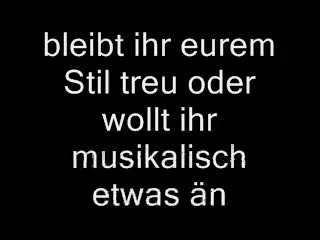 bleibt ihr eurem
Stil treu oder
wollt ihr
musikalisch
etwas än